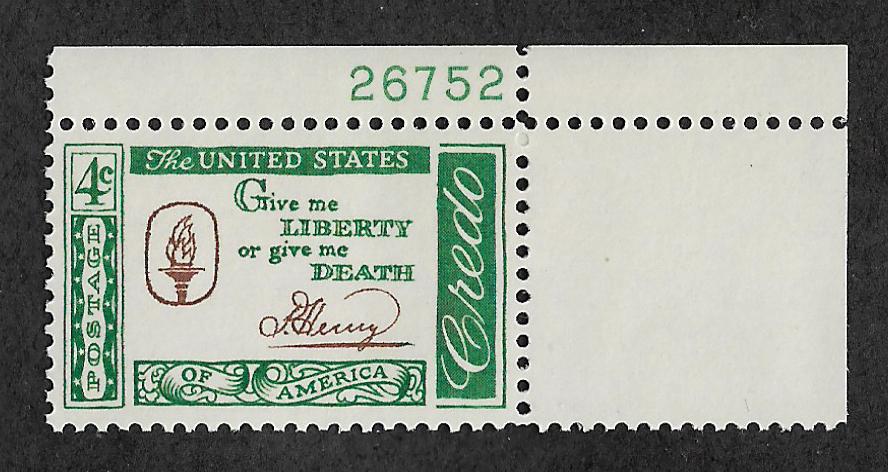 26752
4c
The UNITED STATES
Give me
LIBERTY
or give me
DEATH
P. Henry
POSTAGE
Credo
OF AMERICA